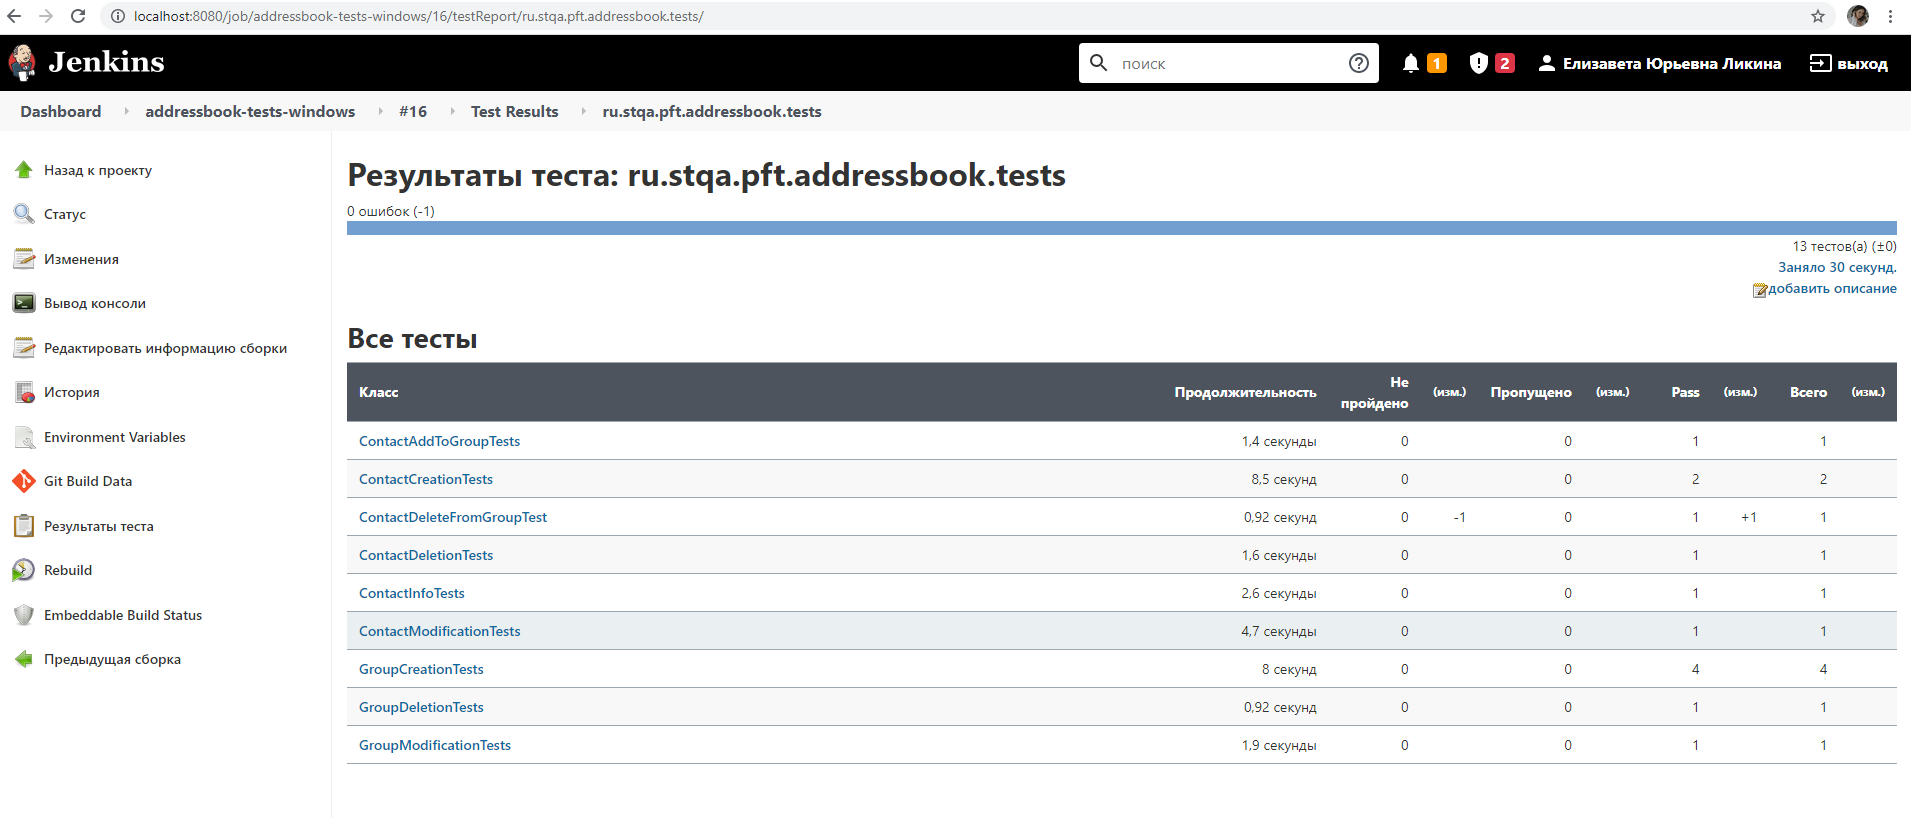 localhost:8080/job/addressbook-tests-windows/16/testReport/ru.stqa.pft.addressbook.tests/
Jenkins
поиск
1
2
Елизавета Юрьевна Ликина
выход
Dashboard addressbook-tests-windows #16 Test Results ru.stqa.pft.addressbook.tests
Назад к проекту
Статус
Изменения
Вывод консоли
Редактировать информацию сборки
История
Environment Variables
Git Build Data
Результаты теста
Rebuild
Embeddable Build Status
Предыдущая сборка
Результаты теста: ru.stqa.pft.addressbook.tests
0 ошибок (-1)
13 тестов(а) (±0)
Заняло 30 секунд.
добавить описание
Все тесты
Класс Продолжительность Не пройдено (изм.) Пропущено (изм.) Pass (изм.) Всего (изм.)
ContactAddToGroupTests 1,4 секунды 0 0 1 1
ContactCreationTests 8,5 секунд 0 0 2 2
ContactDeleteFromGroupTest 0,92 секунд 0 -1 0 1 +1 1
ContactDeletionTests 1,6 секунды 0 0 1 1
ContactInfoTests 2,6 секунды 0 0 1 1
ContactModificationTests 4,7 секунды 0 0 1 1
GroupCreationTests 8 секунд 0 0 4 4
GroupDeletionTests 0,92 секунд 0 0 1 1
GroupModificationTests 1,9 секунды 0 0 1 1